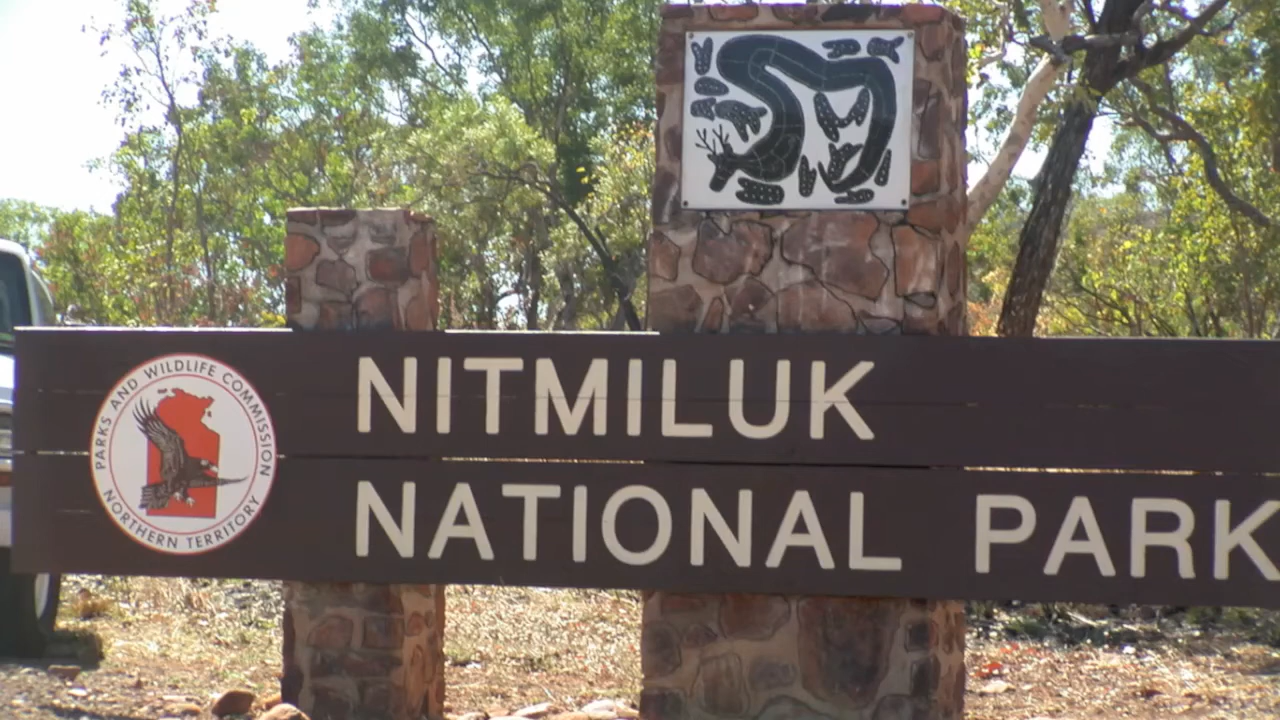 NITMILUK
NATIONAL PARK
PARKS AND WILDLIFE COMMISSION
NORTHERN TERRITORY